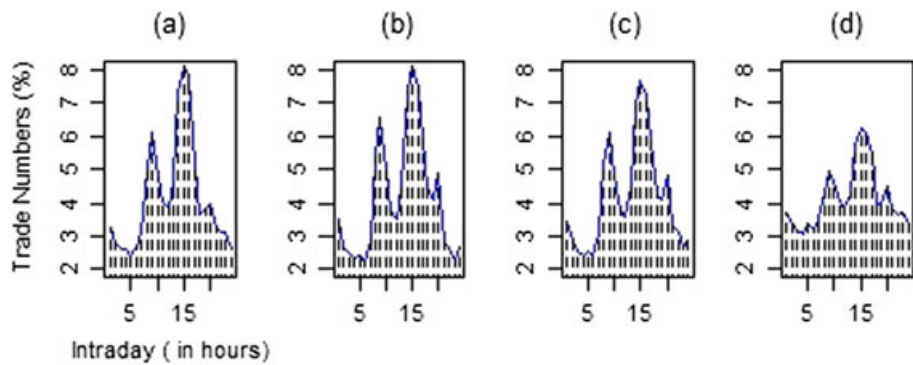 (a) (b) (c) (d)
Trade Numbers (%)
8 8 8 8
7 7 7 7
6 6 6 6
5 5 5 5
4 4 4 4
3 3 3 3
2 2 2 2
5 15 5 15 5 15 5 15
Intraday ( in hours)